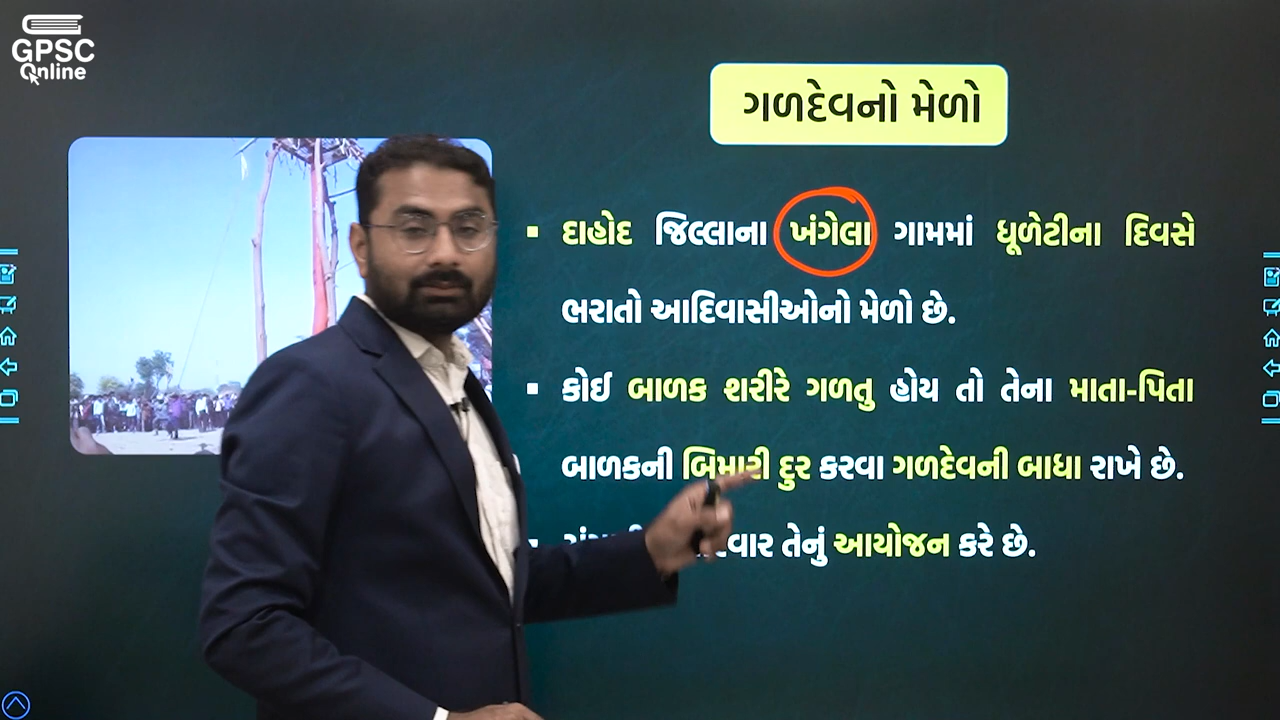 GPSC
Online
ગળદેવનો મેળો
દાહોદ જિલ્લાના ખંગેલા ગામમાં ધૂળેટીના દિવસે
ભરાતો આદિવાસીઓનો મેળો છે.
કોઈ બાળક શરીરે ગળતુ હોય તો તેના માતા-પિતા
બાળકની બિમારી દુર કરવા ગળદેવની બાધા રાખે છે.
તેનું આયોજન કરે છે.